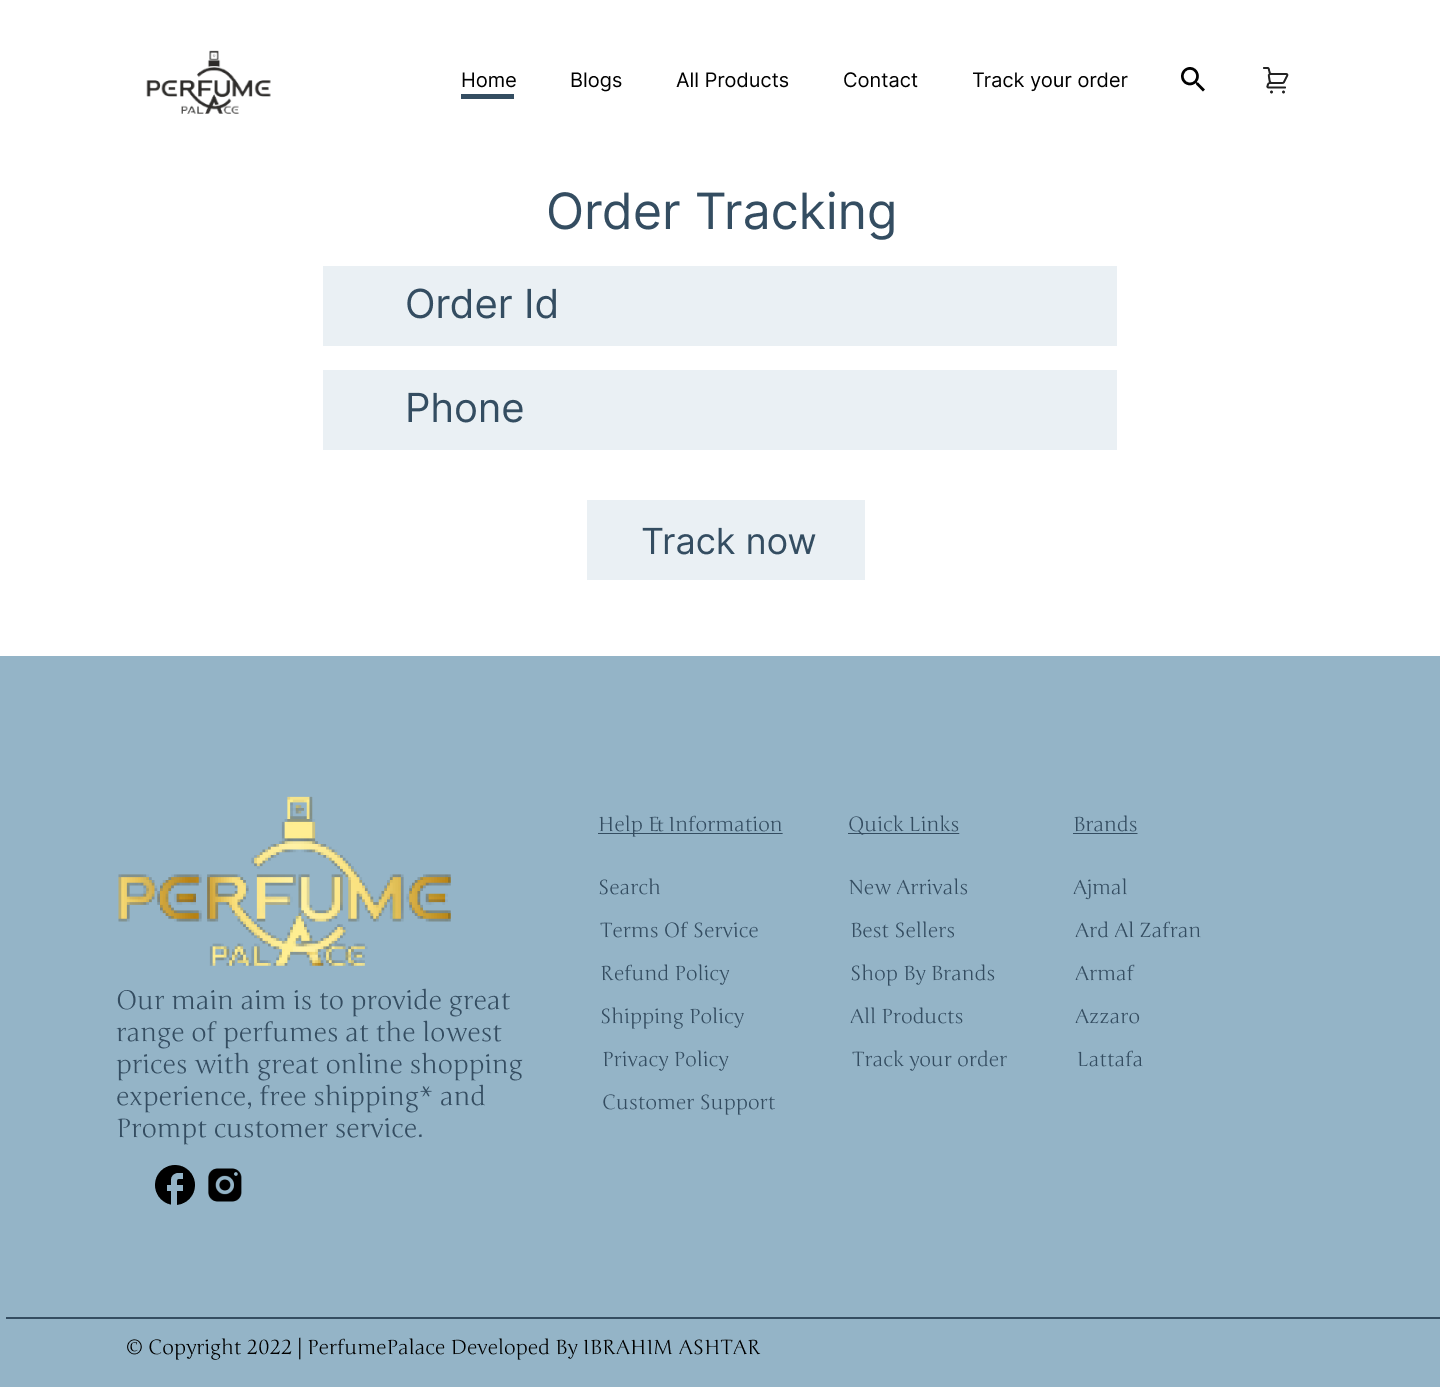 PERFUME
PALACE
Home
Blogs
All Products
Contact
Track your order
Order Tracking
Order Id
Phone
Track now
PERFUME
PALACE
Our main aim is to provide great
range of perfumes at the lowest
prices with great online shopping
experience, free shipping* and
Prompt customer service.
Help & Information
Search
Terms Of Service
Refund Policy
Shipping Policy
Privacy Policy
Customer Support
Quick Links
New Arrivals
Best Sellers
Shop By Brands
All Products
Track your order
Brands
Ajmal
Ard Al Zafran
Armaf
Azzaro
Lattafa
© Copyright 2022 | PerfumePalace Developed By IBRAHIM ASHTAR